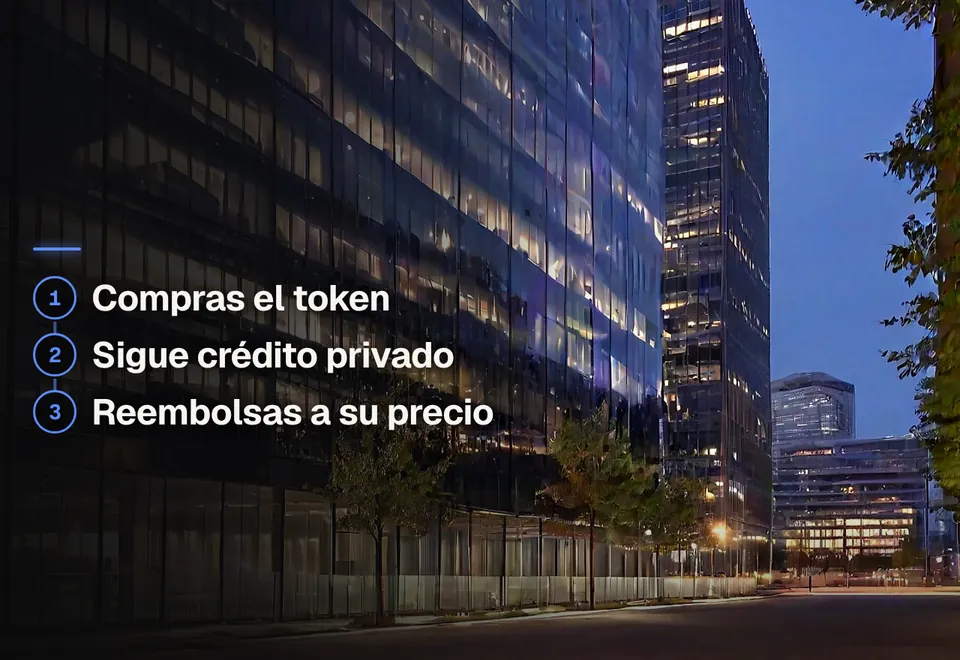 1 Compras el token
2 Sigue crédito privado
3 Reembolsas a su precio